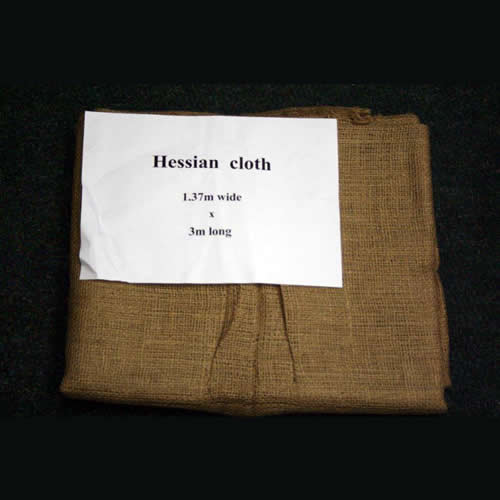 Hessian cloth
1.37m wide
x
3m long